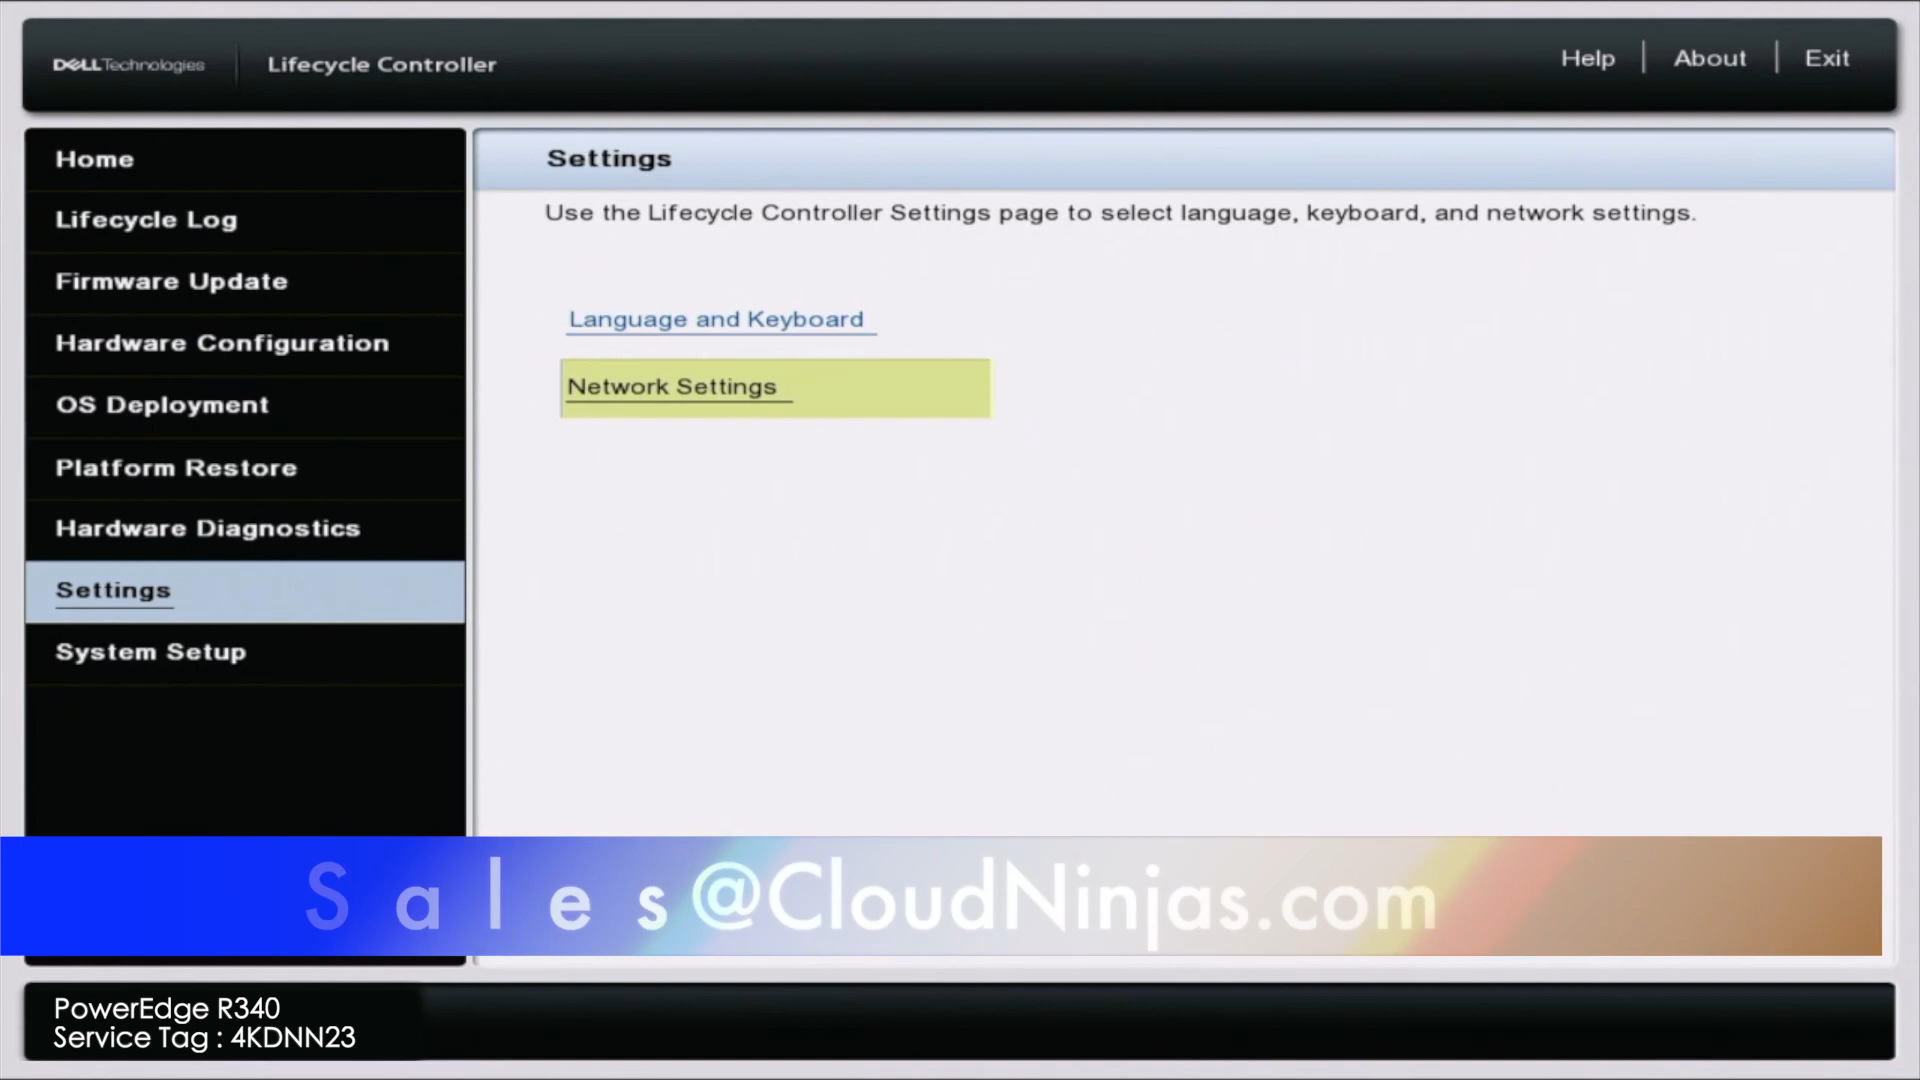 DELLTechnologies
Lifecycle Controller
Help
About
Exit
Home
Lifecycle Log
Firmware Update
Hardware Configuration
OS Deployment
Platform Restore
Hardware Diagnostics
Settings
System Setup
Settings
Use the Lifecycle Controller Settings page to select language, keyboard, and network settings.
Language and Keyboard
Network Settings
Sales@CloudNinjas.com
PowerEdge R340
Service Tag : 4KDNN23